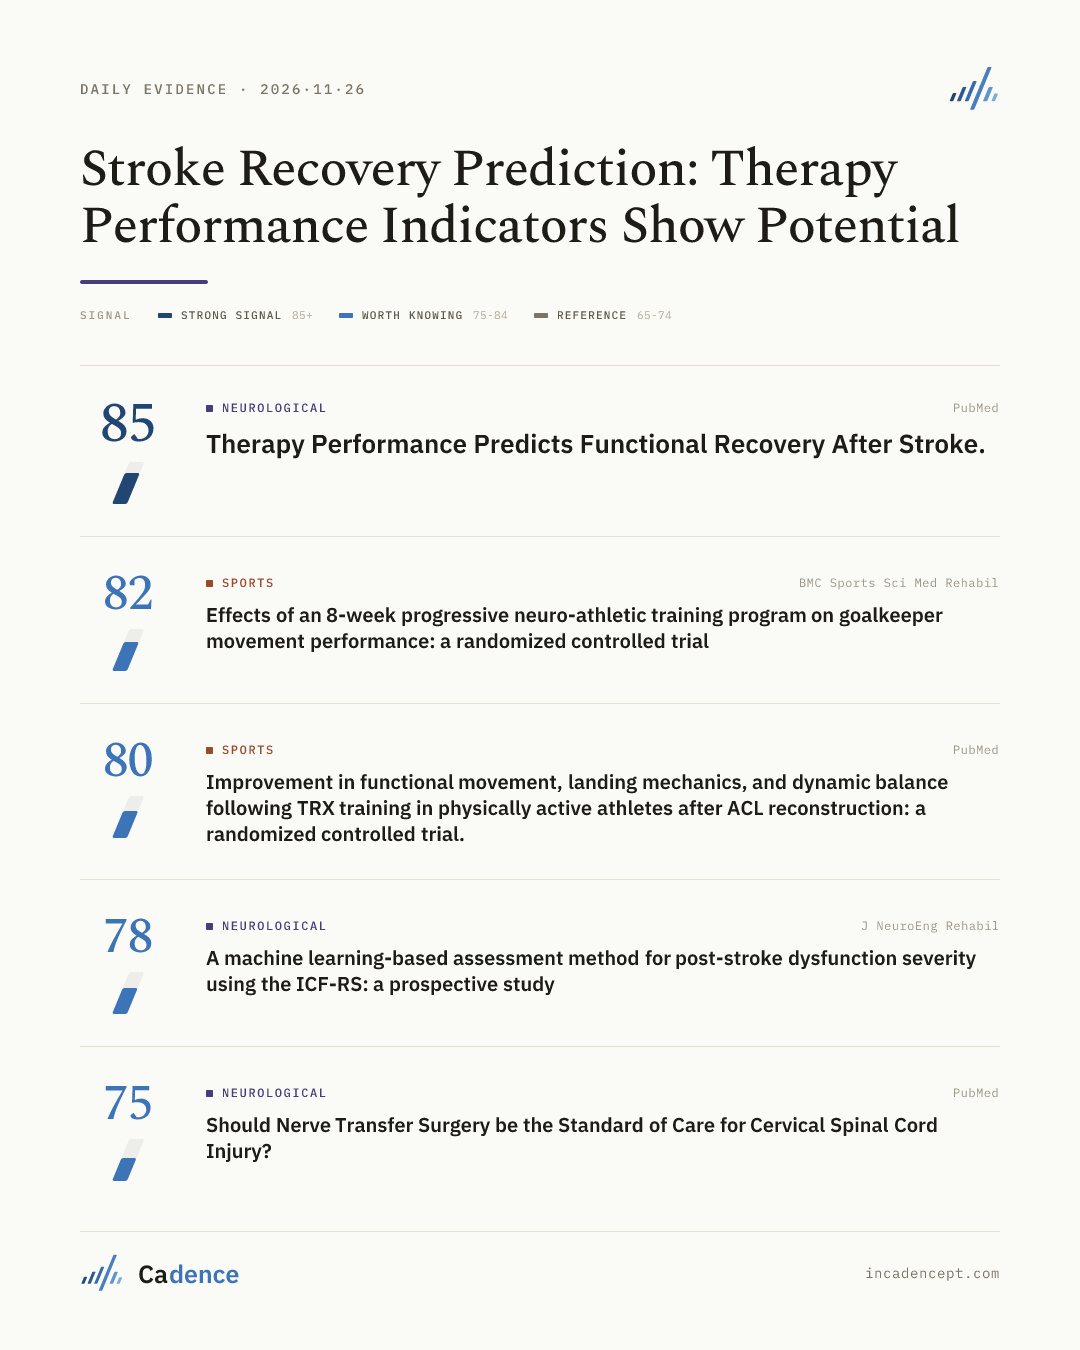 DAILY EVIDENCE · 2026·11·26
Stroke Recovery Prediction: Therapy
Performance Indicators Show Potential
SIGNAL STRONG SIGNAL 85+ WORTH KNOWING 75-84 REFERENCE 65-74
85
NEUROLOGICAL PubMed
Therapy Performance Predicts Functional Recovery After Stroke.
82
SPORTS BMC Sports Sci Med Rehabil
Effects of an 8-week progressive neuro-athletic training program on goalkeeper
movement performance: a randomized controlled trial
80
SPORTS PubMed
Improvement in functional movement, landing mechanics, and dynamic balance
following TRX training in physically active athletes after ACL reconstruction: a
randomized controlled trial.
78
NEUROLOGICAL J NeuroEng Rehabil
A machine learning-based assessment method for post-stroke dysfunction severity
using the ICF-RS: a prospective study
75
NEUROLOGICAL PubMed
Should Nerve Transfer Surgery be the Standard of Care for Cervical Spinal Cord
Injury?
Cadence incadencept.com